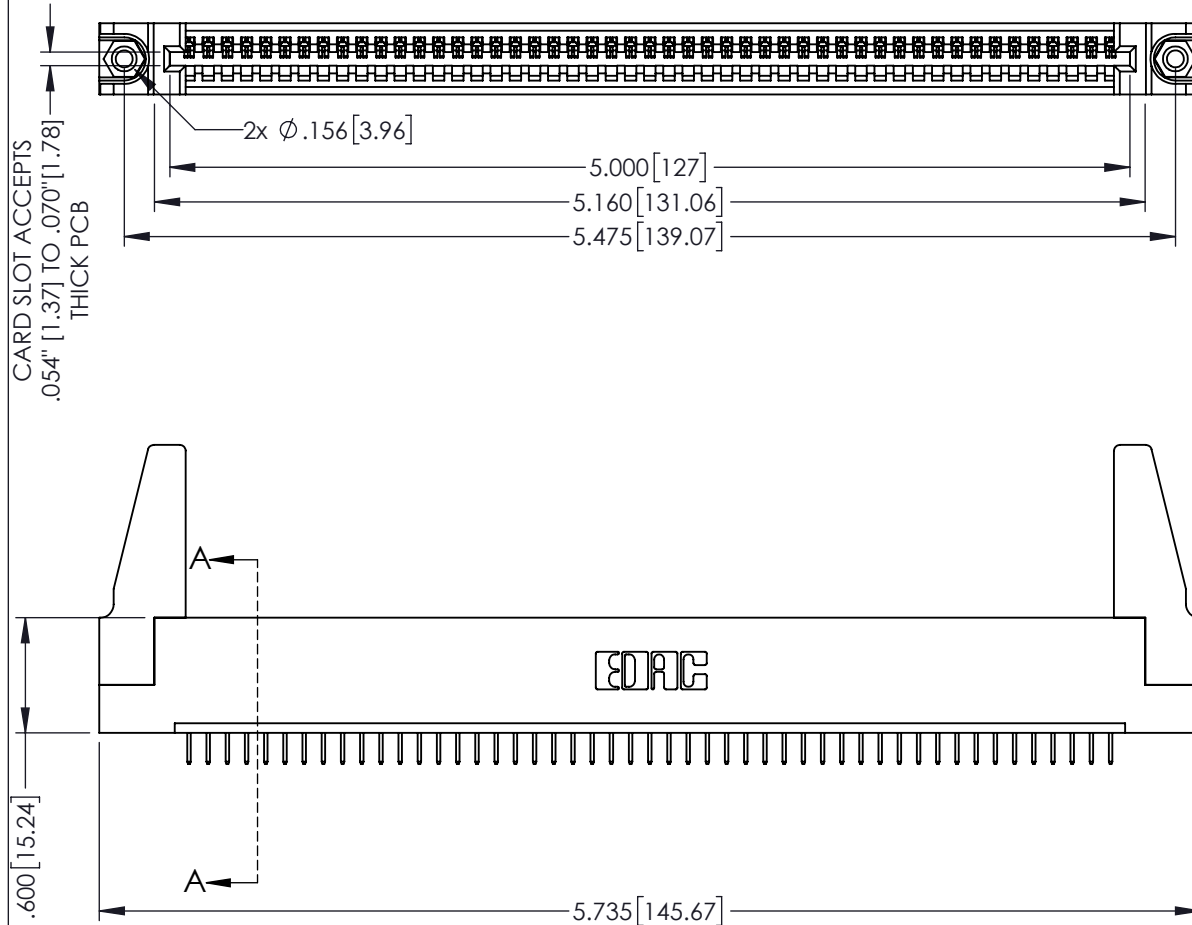 2x Ø .156[3.96]
5.000[127]
5.160[131.06]
5.475[139.07]
CARD SLOT ACCEPTS
.054" [1.37] TO .070"[1.78]
THICK PCB
A
EDAC
.600[15.24]
A
5.735[145.67]